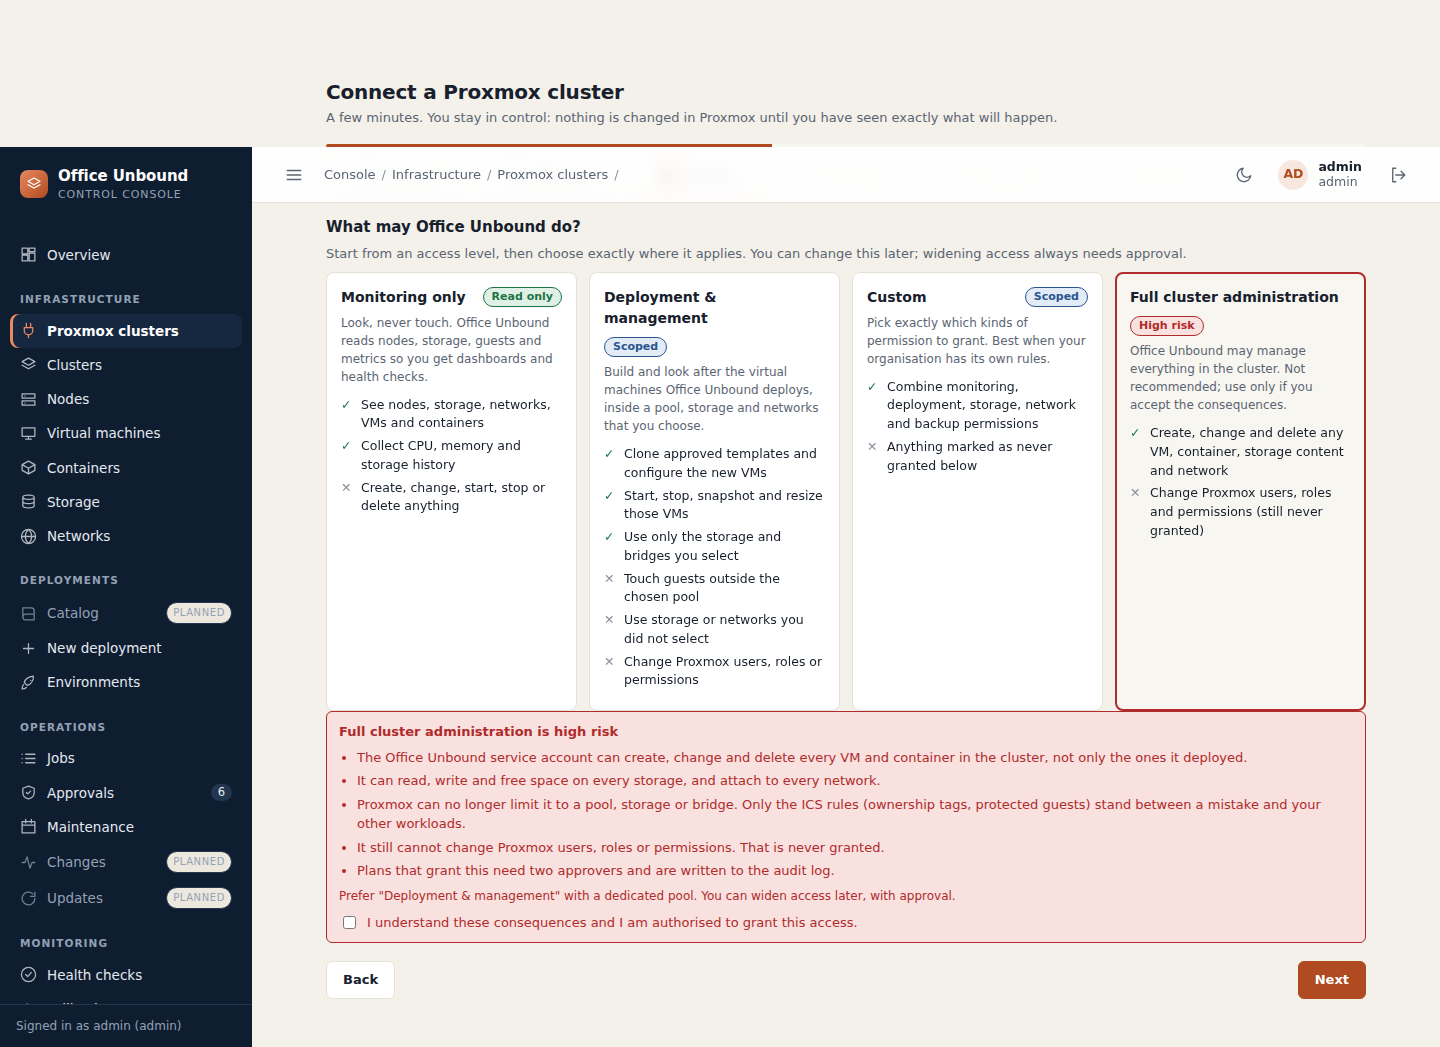 Connect a Proxmox cluster
A few minutes. You stay in control: nothing is changed in Proxmox until you have seen exactly what will happen.
Office Unbound
CONTROL CONSOLE
Console / Infrastructure / Proxmox clusters /
AD
admin
admin
Overview
INFRASTRUCTURE
Proxmox clusters
Clusters
Nodes
Virtual machines
Containers
Storage
Networks
DEPLOYMENTS
Catalog PLANNED
New deployment
Environments
OPERATIONS
Jobs
Approvals 6
Maintenance
Changes PLANNED
Updates PLANNED
MONITORING
Health checks
Signed in as admin (admin)
What may Office Unbound do?
Start from an access level, then choose exactly where it applies. You can change this later; widening access always needs approval.
Monitoring only Read only
Look, never touch. Office Unbound
reads nodes, storage, guests and
metrics so you get dashboards and
health checks.
✓ See nodes, storage, networks,
VMs and containers
✓ Collect CPU, memory and
storage history
✕ Create, change, start, stop or
delete anything
Deployment &
management
Scoped
Build and look after the virtual
machines Office Unbound deploys,
inside a pool, storage and networks
that you choose.
✓ Clone approved templates and
configure the new VMs
✓ Start, stop, snapshot and resize
those VMs
✓ Use only the storage and
bridges you select
✕ Touch guests outside the
chosen pool
✕ Use storage or networks you
did not select
✕ Change Proxmox users, roles or
permissions
Custom Scoped
Pick exactly which kinds of
permission to grant. Best when your
organisation has its own rules.
✓ Combine monitoring,
deployment, storage, network
and backup permissions
✕ Anything marked as never
granted below
Full cluster administration
High risk
Office Unbound may manage
everything in the cluster. Not
recommended; use only if you
accept the consequences.
✓ Create, change and delete any
VM, container, storage content
and network
✕ Change Proxmox users, roles
and permissions (still never
granted)
Full cluster administration is high risk
• The Office Unbound service account can create, change and delete every VM and container in the cluster, not only the ones it deployed.
• It can read, write and free space on every storage, and attach to every network.
• Proxmox can no longer limit it to a pool, storage or bridge. Only the ICS rules (ownership tags, protected guests) stand between a mistake and your
other workloads.
• It still cannot change Proxmox users, roles or permissions. That is never granted.
• Plans that grant this need two approvers and are written to the audit log.
Prefer "Deployment & management" with a dedicated pool. You can widen access later, with approval.
I understand these consequences and I am authorised to grant this access.
Back
Next